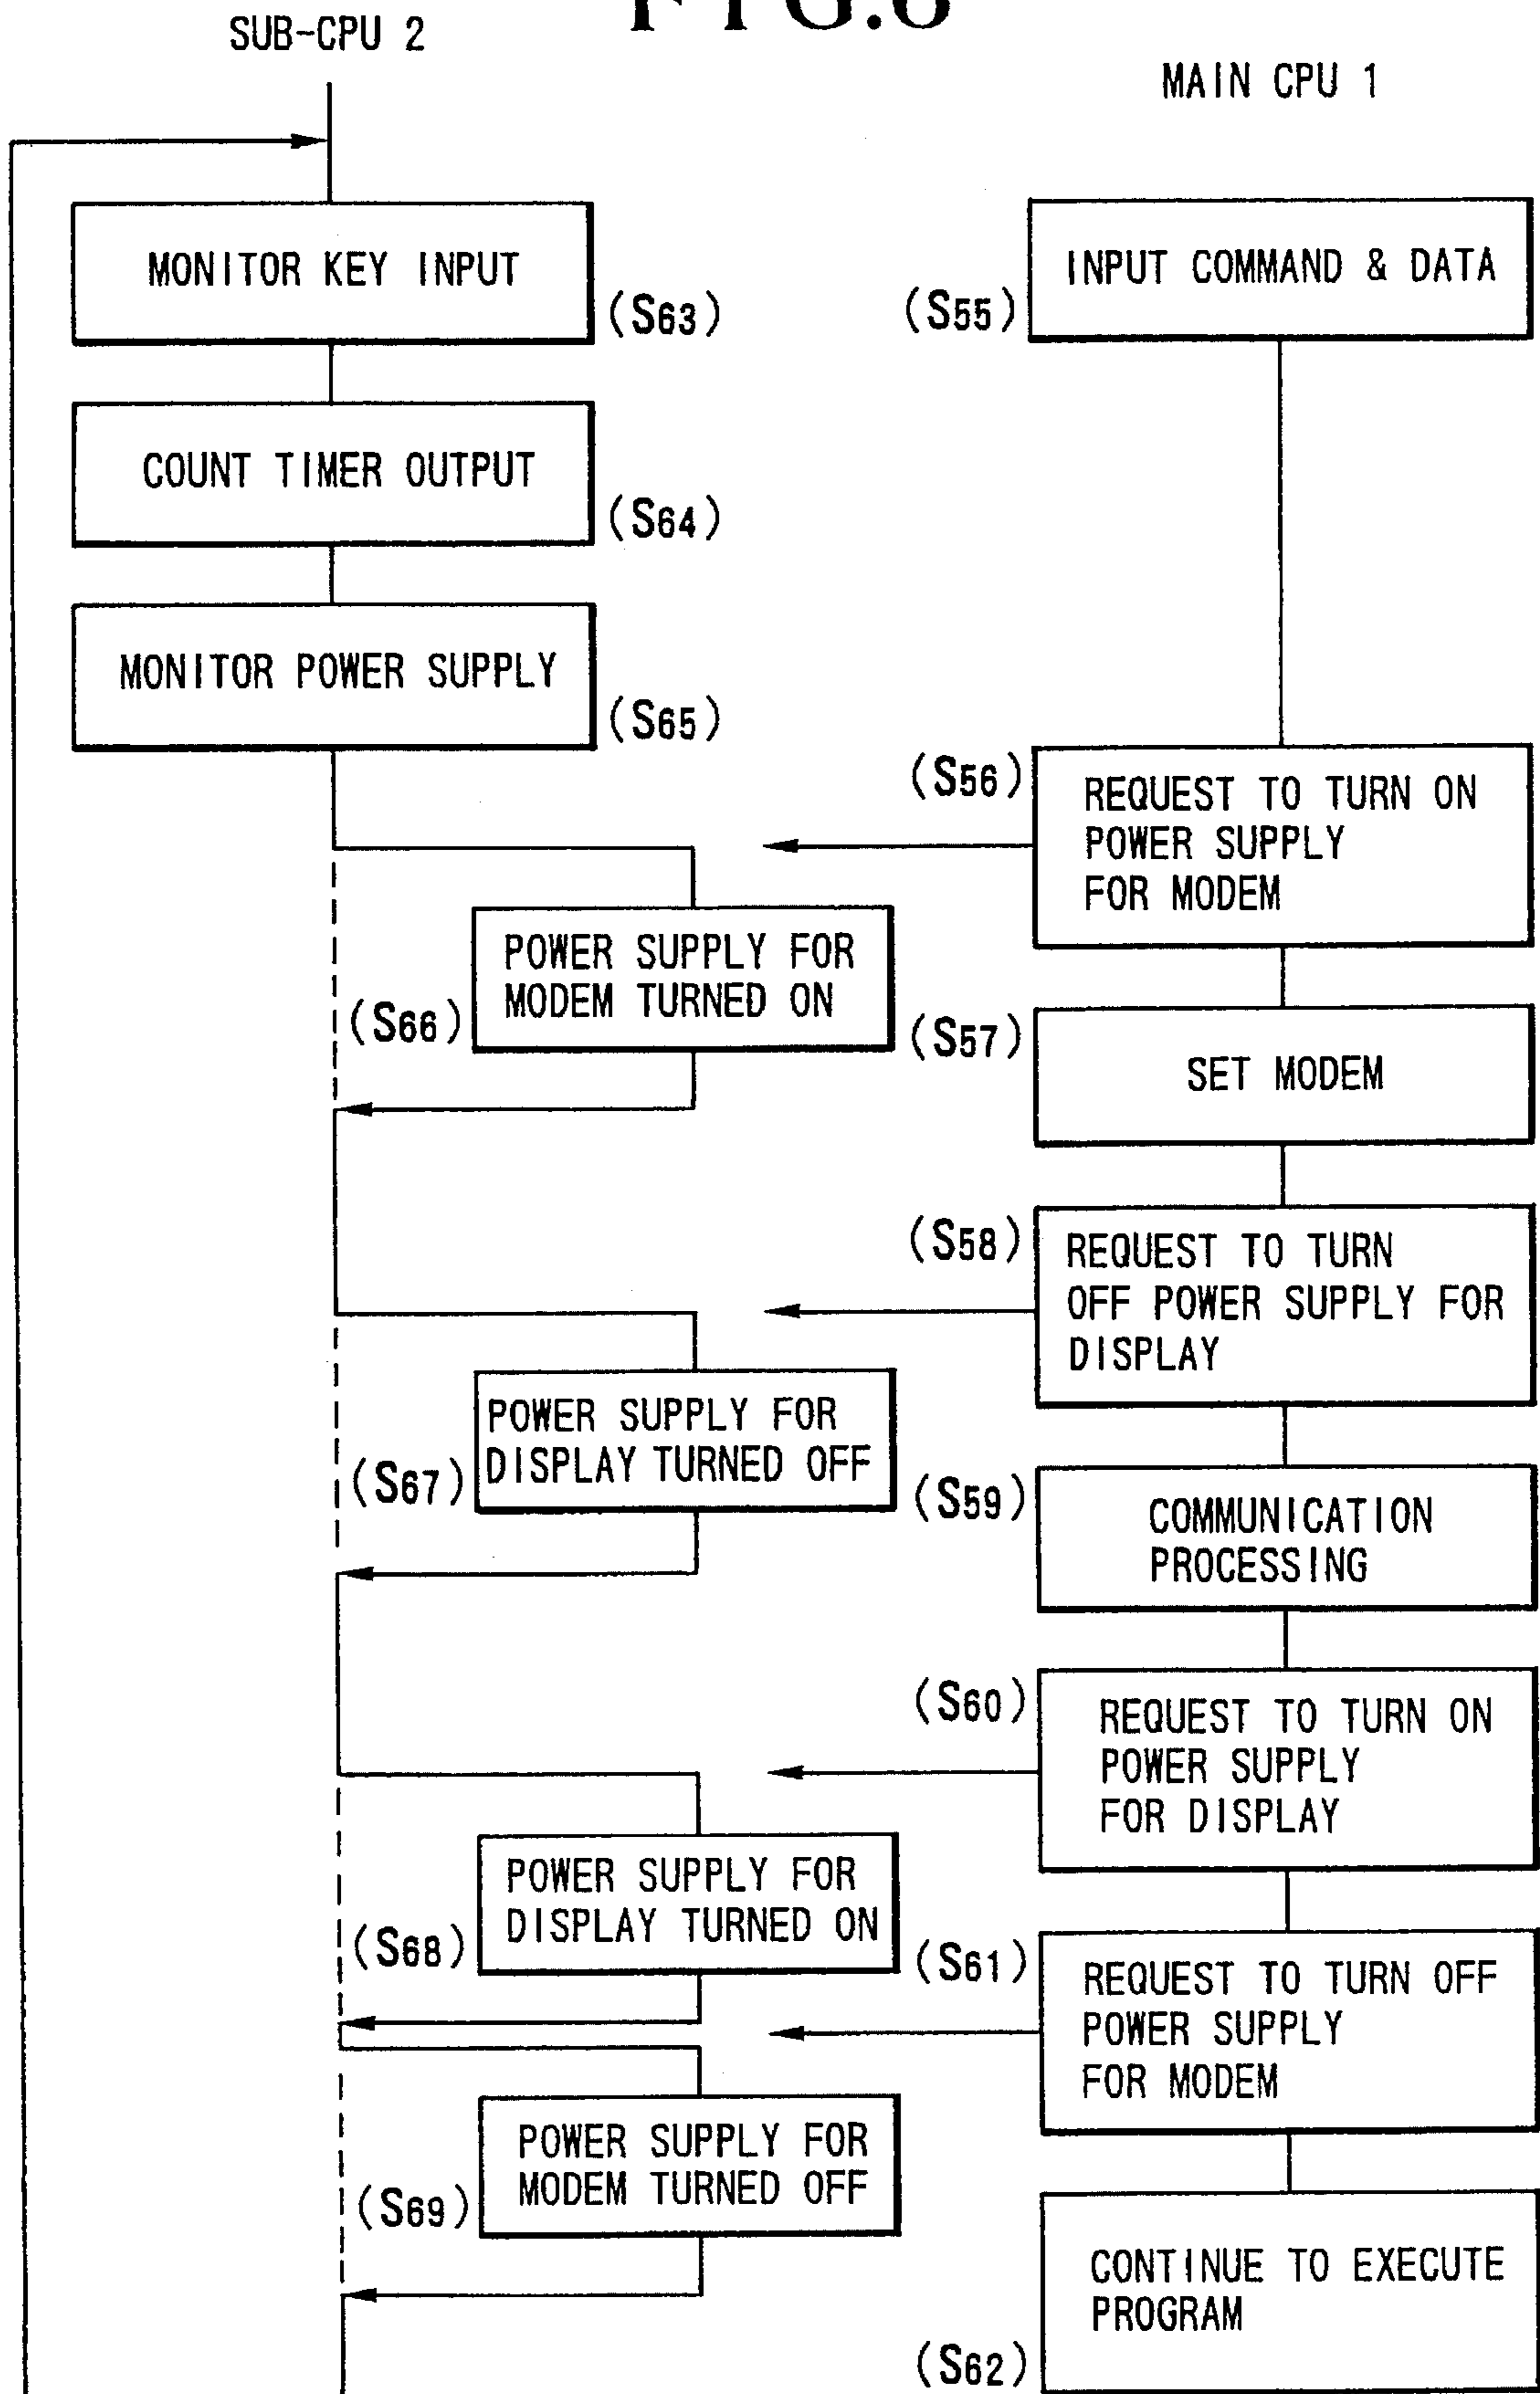 FIG.8
SUB-CPU 2
MAIN CPU 1
MONITOR KEY INPUT
(S63)
COUNT TIMER OUTPUT
(S64)
MONITOR POWER SUPPLY
(S65)
INPUT COMMAND & DATA
(S55)
(S56)
REQUEST TO TURN ON
POWER SUPPLY
FOR MODEM
POWER SUPPLY FOR
MODEM TURNED ON
(S66)
(S57)
SET MODEM
(S58)
REQUEST TO TURN
OFF POWER SUPPLY FOR
DISPLAY
POWER SUPPLY FOR
DISPLAY TURNED OFF
(S67)
(S59)
COMMUNICATION
PROCESSING
(S60)
REQUEST TO TURN ON
POWER SUPPLY
FOR DISPLAY
POWER SUPPLY FOR
DISPLAY TURNED ON
(S68)
(S61)
REQUEST TO TURN OFF
POWER SUPPLY
FOR MODEM
POWER SUPPLY FOR
MODEM TURNED OFF
(S69)
CONTINUE TO EXECUTE
PROGRAM
(S62)